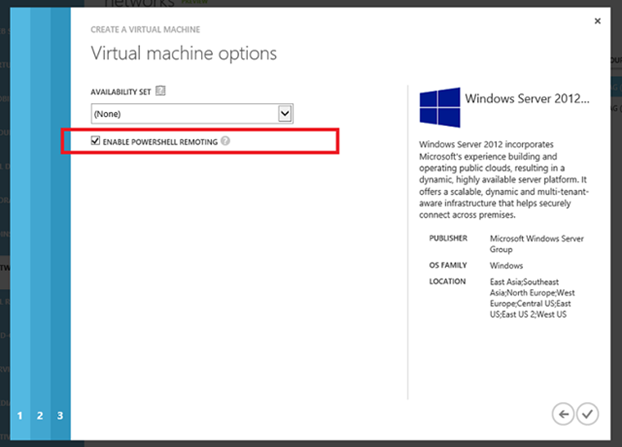 networks PREVIEW
CREATE A VIRTUAL MACHINE
Virtual machine options
AVAILABILITY SET ?
(None)
ENABLE POWERSHELL REMOTING ?
Windows Server 2012...
Windows Server 2012 incorporates
Microsoft's experience building and
operating public clouds, resulting in a
dynamic, highly available server platform. It
offers a scalable, dynamic and multi-tenant-
aware infrastructure that helps securely
connect across premises.
PUBLISHER Microsoft Windows Server
Group
OS FAMILY Windows
LOCATION East Asia;Southeast
Asia;North Europe;West
Europe;Central US;East
US;East US 2;West US
1 2 3